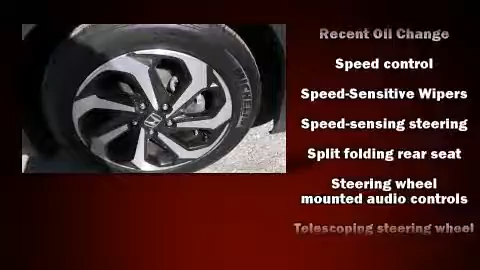 Recent Oil Change
Speed control
Speed-Sensitive Wipers
Speed-sensing steering
Split folding rear seat
Steering wheel
mounted audio controls
Telescoping steering wheel
MICHELIN